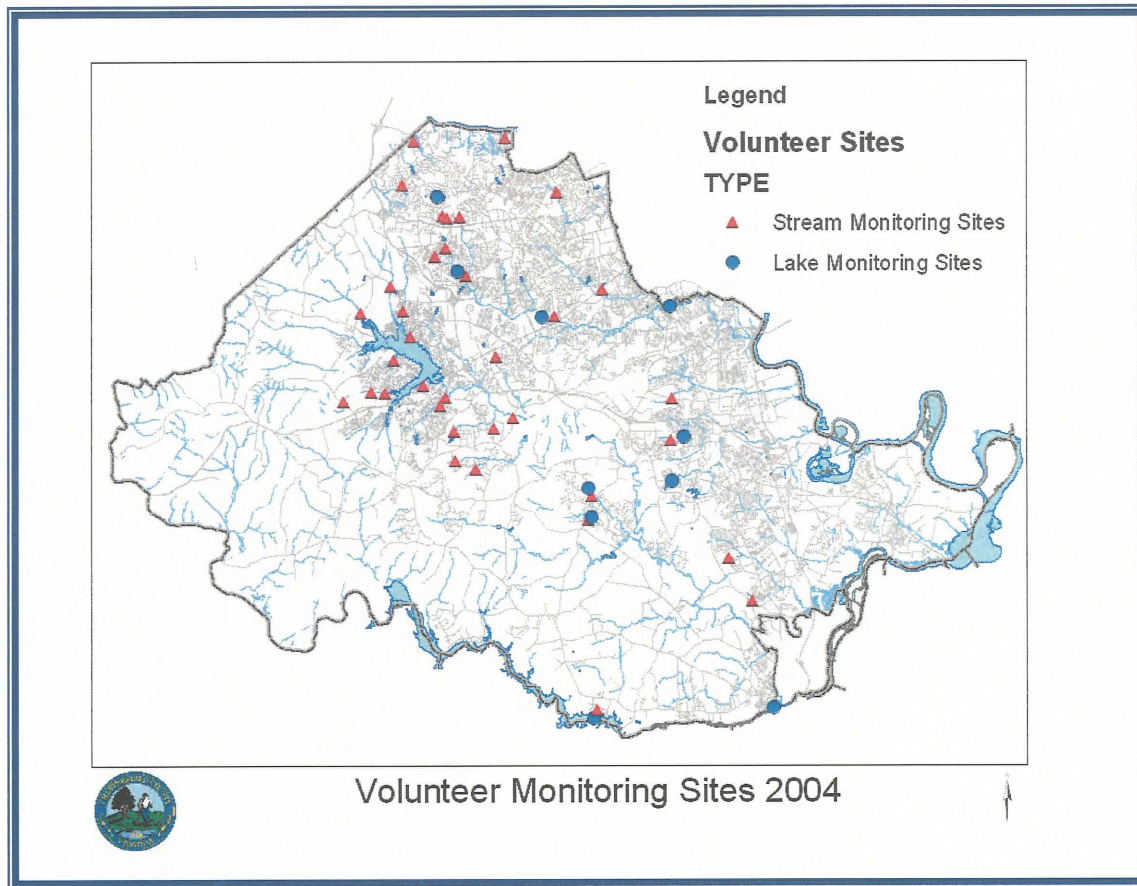 Legend
Volunteer Sites
TYPE
Stream Monitoring Sites
Lake Monitoring Sites
Volunteer Monitoring Sites 2004